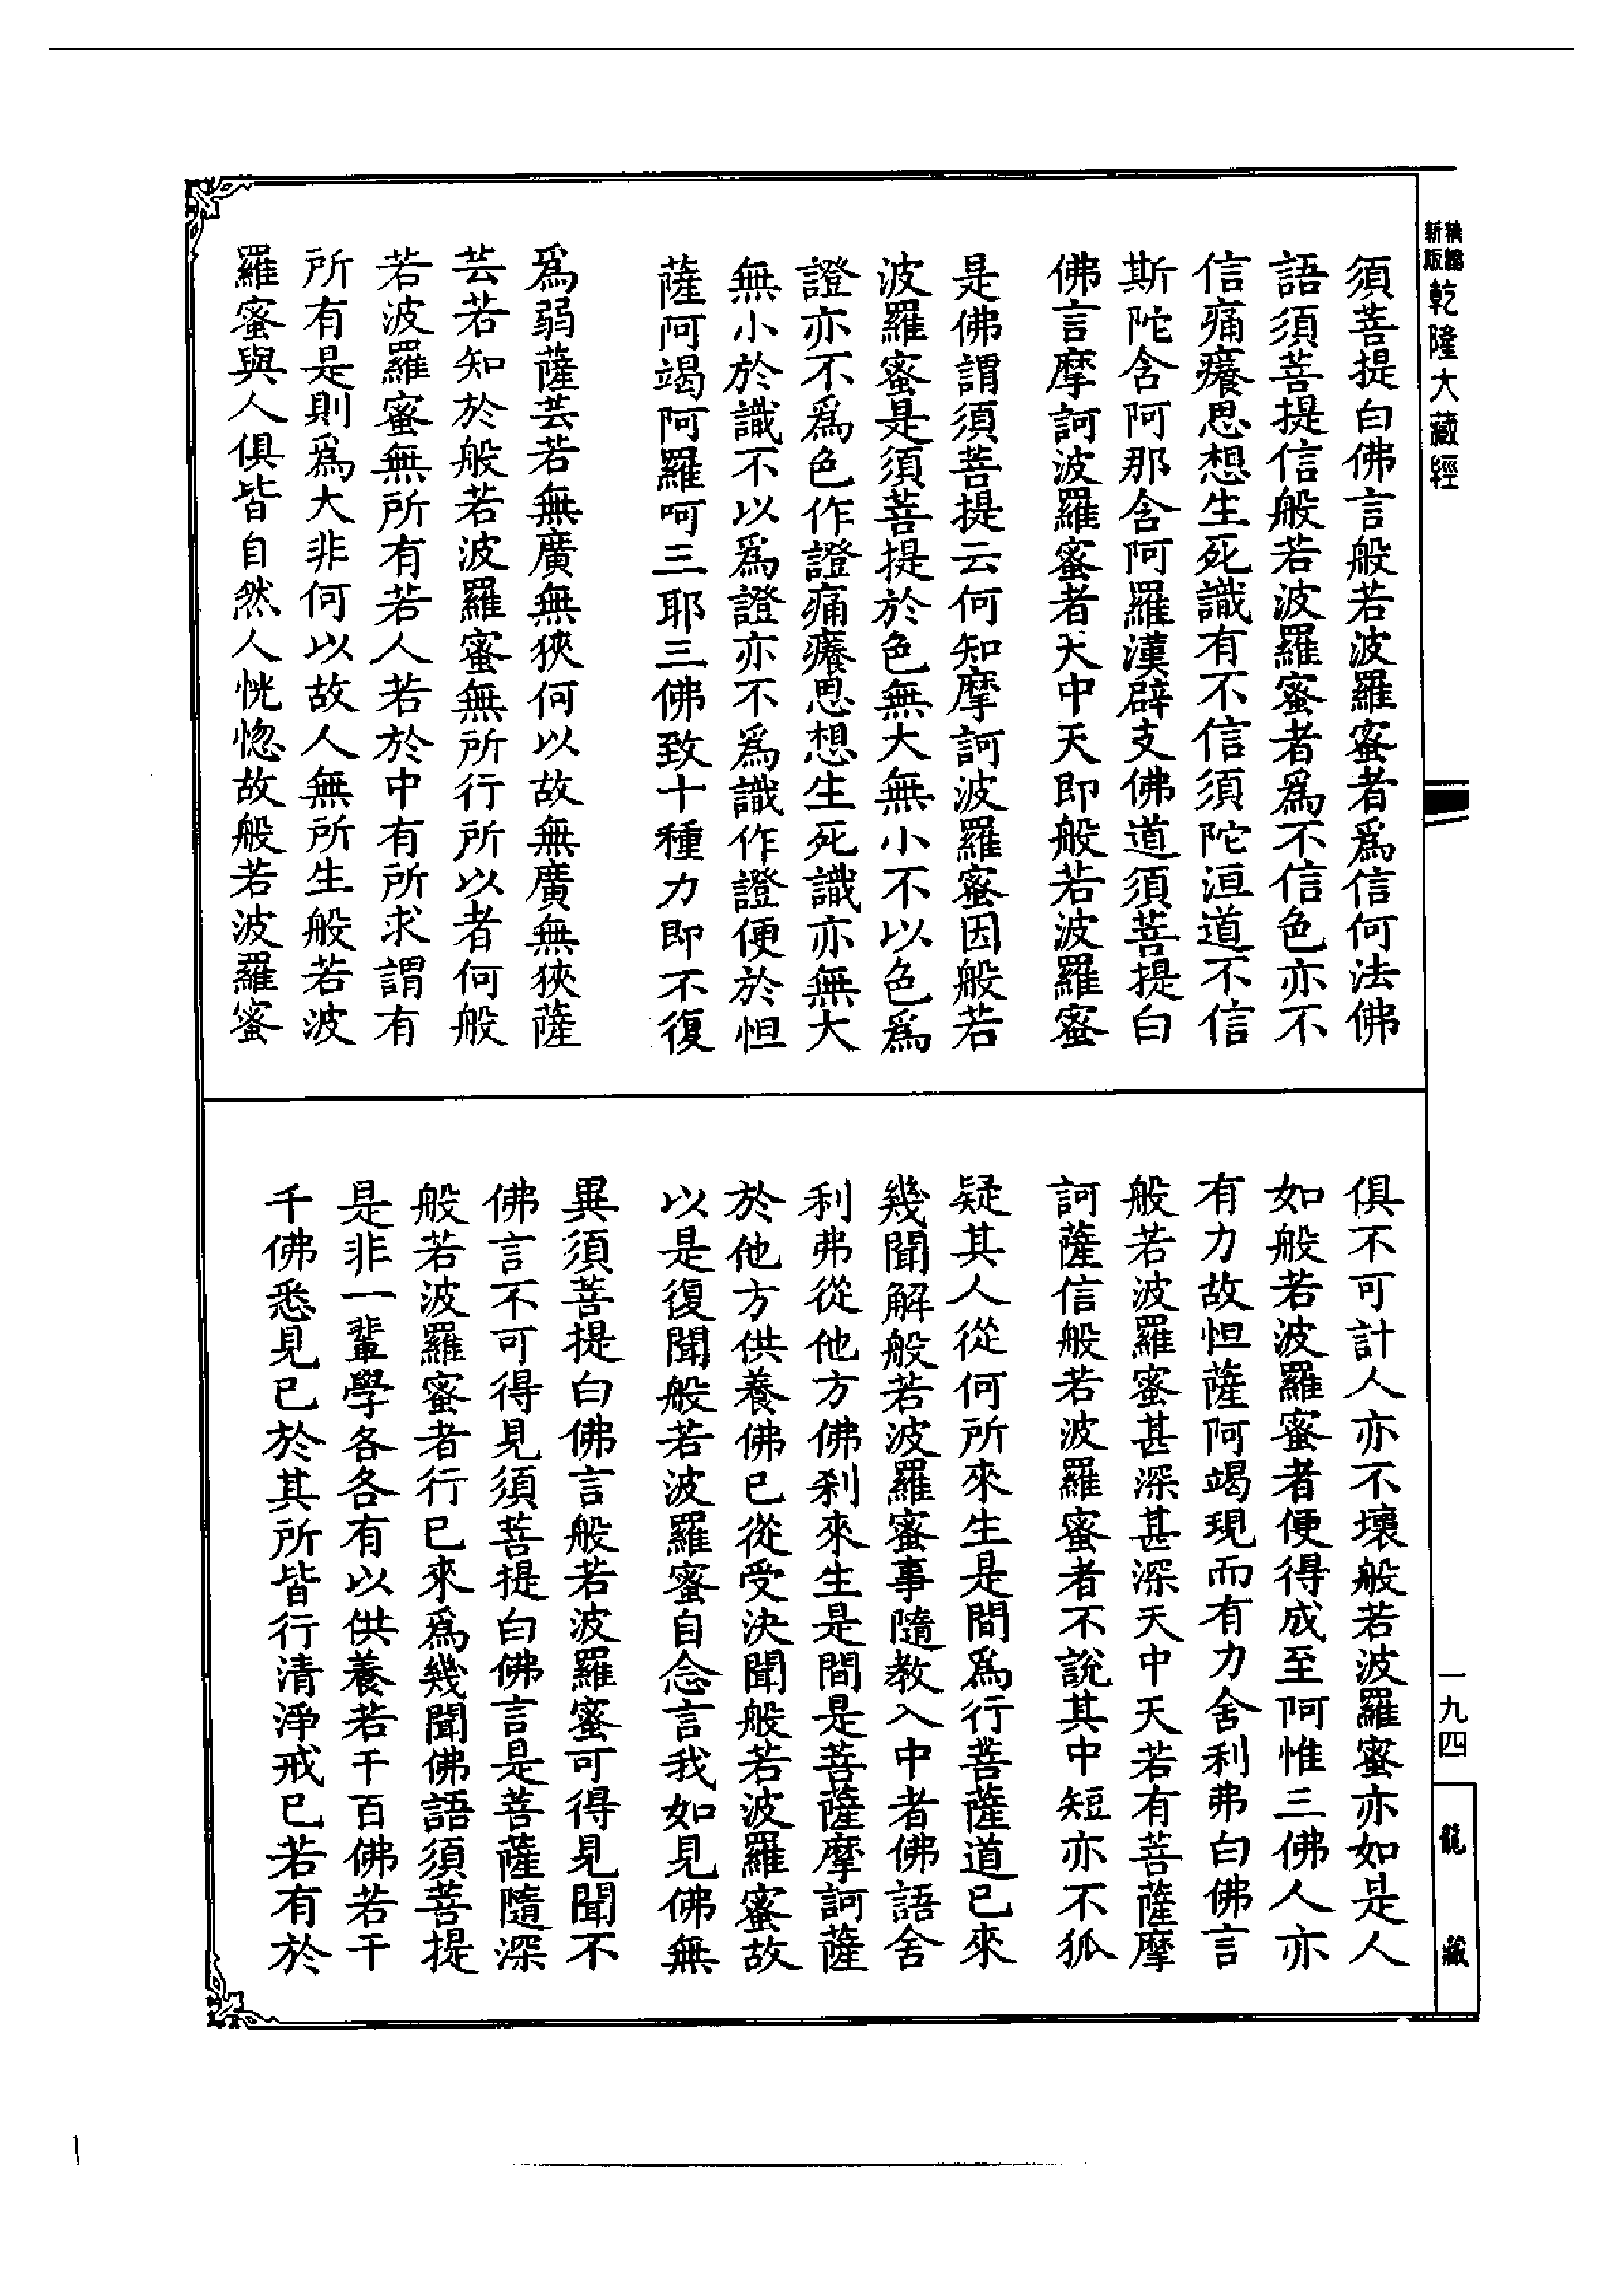 新縮
版縮
乾隆大藏經
須菩提白佛言般若波羅蜜者爲信何法佛
語須菩提信般若波羅蜜者爲不信色亦不
信痛癢思想生死識有不信須陀洹道不信
斯陀含阿那含阿羅漢辟支佛道須菩提白
佛言摩訶波羅蜜者天中天即般若波羅蜜
是佛謂須菩提云何知摩訶波羅蜜因般若
波羅蜜是須菩提於色無大無小不以色爲
證亦不爲色作證痛癢思想生死識亦無大
無小於識不以爲證亦不爲識作證便於怛
薩阿竭阿羅呵三耶三佛致十種力即不復
爲弱薩芸若無廣無狹何以故無廣無狹薩
芸若知於般若波羅蜜無所行所以者何般
若波羅蜜無所有若人若於中有所求謂有
所有是則爲大非何以故人無所生般若波
羅蜜與人俱皆自然人恍惚故般若波羅蜜
俱不可計人亦不壞般若波羅蜜亦如是人
如般若波羅蜜者便得成至阿惟三佛人亦
有力故怛薩阿竭現而有力舍利弗白佛言
般若波羅蜜甚深甚深天中天若有菩薩摩
訶薩信般若波羅蜜者不說其中短亦不狐
疑其人從何所來生是間爲行菩薩道已來
幾聞解般若波羅蜜事隨教入中者佛語舍
利弗從他方佛刹來生是間是菩薩摩訶薩
於他方供養佛已從受決聞般若波羅蜜故
以是復聞般若波羅蜜自念言我如見佛無
異須菩提白佛言般若波羅蜜可得見聞不
佛言不可得見須菩提白佛言是菩薩隨深
般若波羅蜜者行已來爲幾聞佛語須菩提
是非一輩學各各有以供養若干百佛若干
千佛悉見已於其所皆行清淨戒已若有於
一九四
龍藏